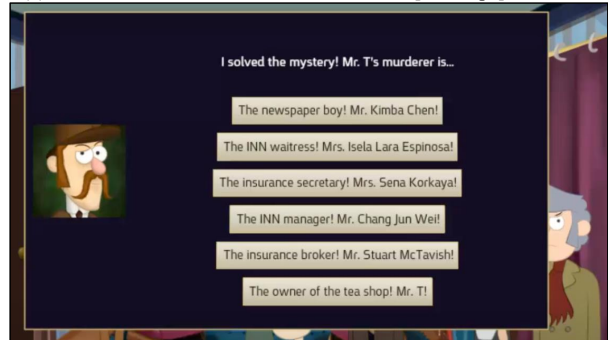 I solved the mystery! Mr. T's murderer is...
The newspaper boy! Mr. Kimba Chen!
The INN waitress! Mrs. Isela Lara Espinosa!
The insurance secretary! Mrs. Sena Korkaya!
The INN manager! Mr. Chang Jun Wei!
The insurance broker! Mr. Stuart McTavish!
The owner of the tea shop! Mr. T!